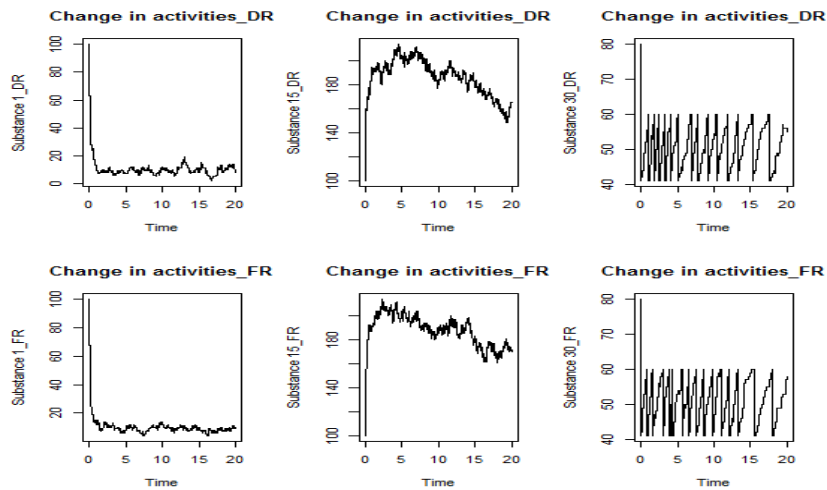 Change in activities_DR
Substance 1_DR
100
80
60
40
20
0
0 5 10 15 20
Time
Change in activities_DR
Substance 15_DR
180
140
100
0 5 10 15 20
Time
Change in activities_DR
Substance 30_DR
80
70
60
50
40
0 5 10 15 20
Time
Change in activities_FR
Substance 1_FR
100
80
60
40
20
0 5 10 15 20
Time
Change in activities_FR
Substance 15_FR
180
140
100
0 5 10 15 20
Time
Change in activities_FR
Substance 30_FR
80
70
60
50
40
0 5 10 15 20
Time